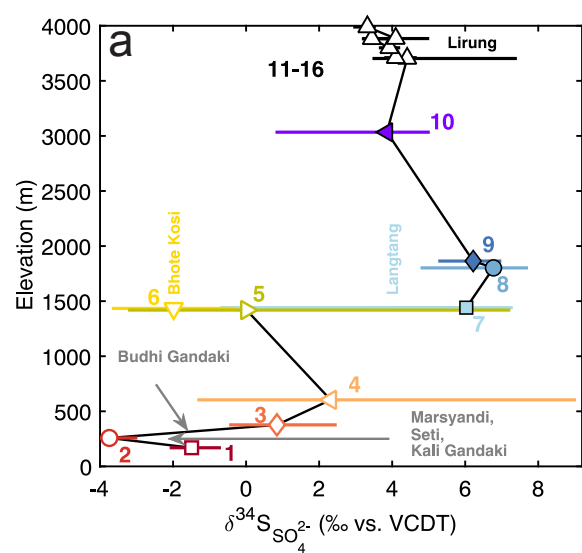 a
4000
3500
3000
2500
2000
1500
1000
500
0
Elevation (m)
Lirung
11-16
10
9
8
7
Langtang
Bhote Kosi
6
5
4
Budhi Gandaki
3
2
1
Marsyandi,
Seti,
Kali Gandaki
-4 -2 0 2 4 6 8
δ³⁴S_SO₄²⁻ (‰ vs. VCDT)